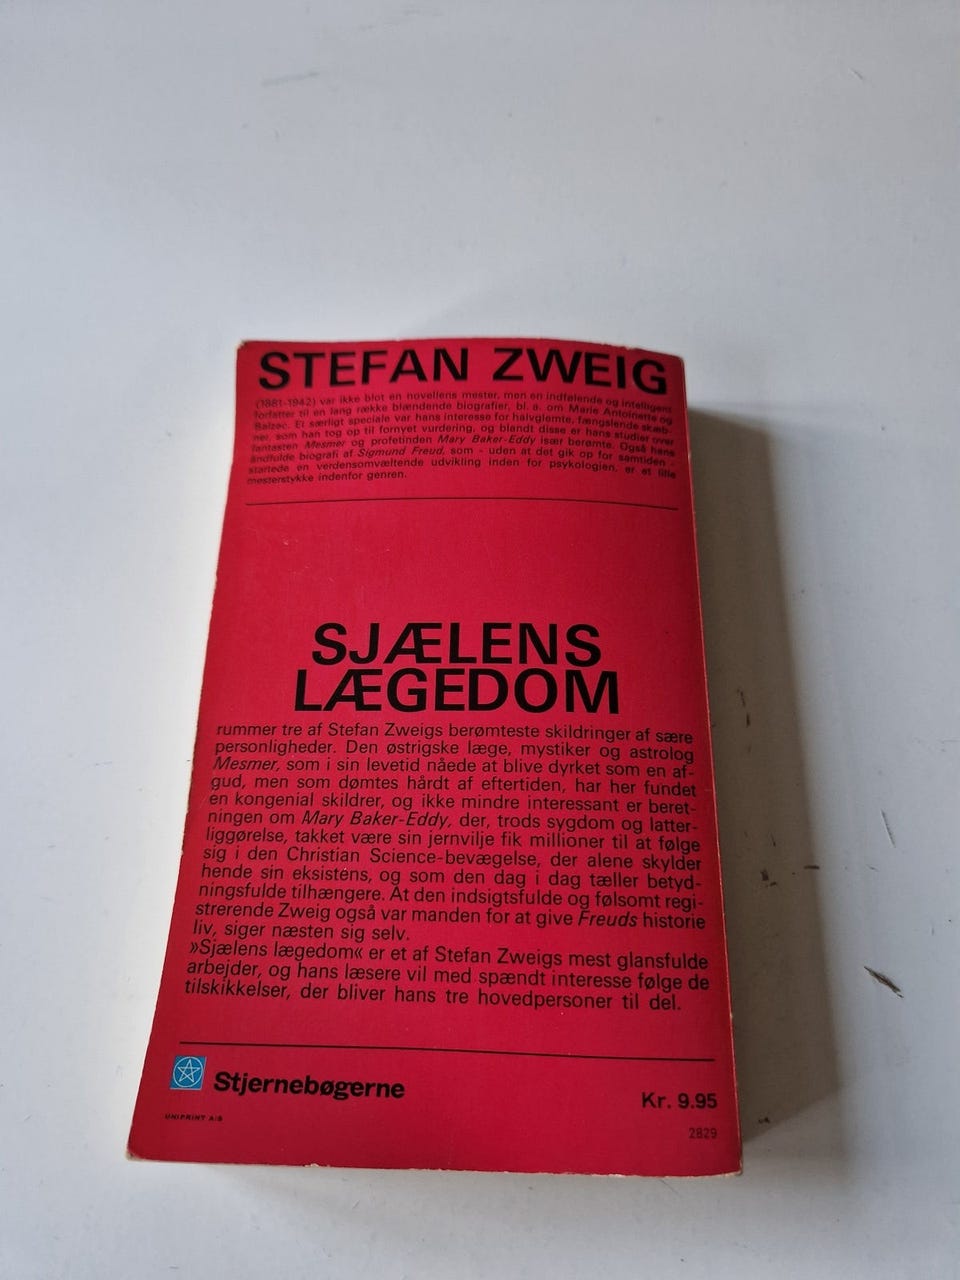 STEFAN ZWEIG
(1881-1942) var ikke blot en novellens mester, men en indfølende og intelligent
forfatter til en lang række blændende biografier, bl. a. om Marie Antoinette og
Balzac. Et særligt speciale var hans interesse for halvglemte, fængslende skæb-
ner, som han tog op til fornyet vurdering, og blandt disse er hans studier over
fantasten Mesmer og profetinden Mary Baker-Eddy især berømte. Også hans
åndfulde biografi af Sigmund Freud, som - uden at det gik op for samtiden -
startede en verdensomvæltende udvikling inden for psykologien, er et lille
mesterstykke indenfor genren.
SJÆLENS
LÆGEDOM
rummer tre af Stefan Zweigs berømteste skildringer af sære
personligheder. Den østrigske læge, mystiker og astrolog
Mesmer, som i sin levetid nåede at blive dyrket som en af-
gud, men som dømtes hårdt af eftertiden, har her fundet
en kongenial skildrer, og ikke mindre interessant er beret-
ningen om Mary Baker-Eddy, der, trods sygdom og latter-
liggørelse, takket være sin jernvilje fik millioner til at følge
sig i den Christian Science-bevægelse, der alene skylder
hende sin eksistens, og som den dag i dag tæller betyd-
ningsfulde tilhængere. At den indsigtsfulde og følsomt regi-
strerende Zweig også var manden for at give Freuds historie
liv, siger næsten sig selv.
»Sjælens lægedom« er et af Stefan Zweigs mest glansfulde
arbejder, og hans læsere vil med spændt interesse følge de
tilskikkelser, der bliver hans tre hovedpersoner til del.
Stjernebøgerne
UNIPRINT A/S
Kr. 9.95
2829